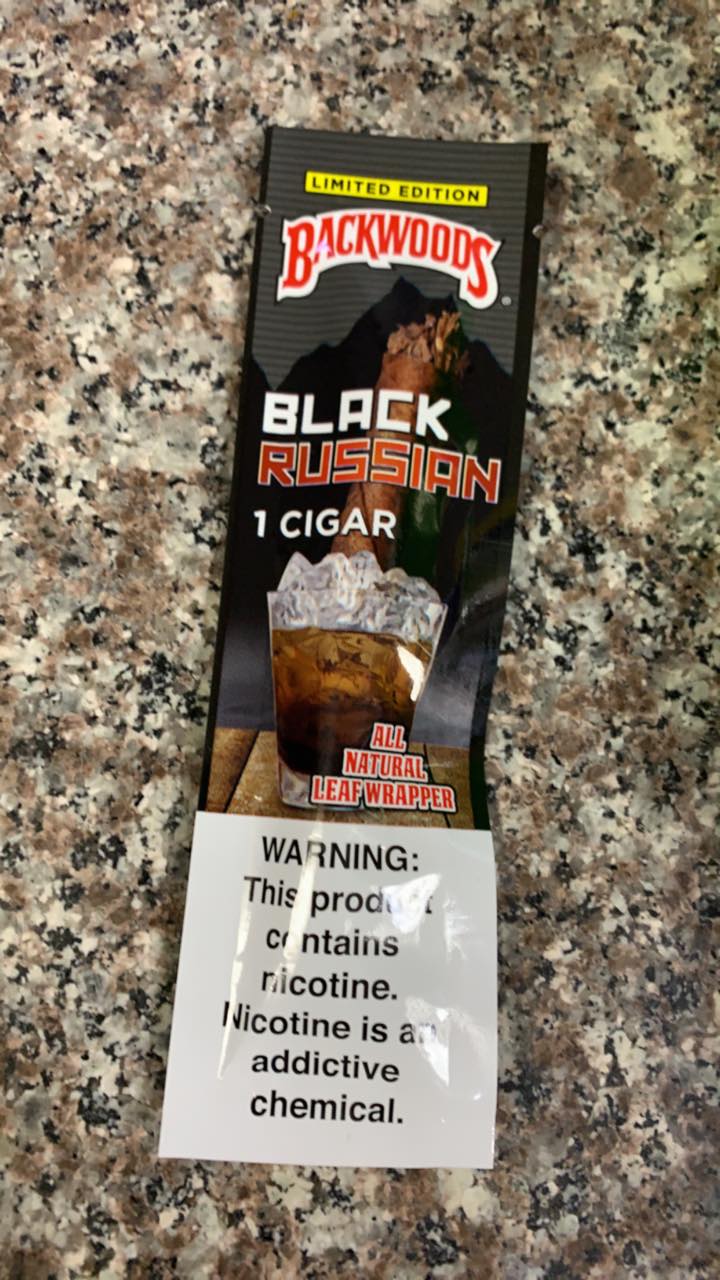 LIMITED EDITION
BACKWOODS®
BLACK
RUSSIAN
1 CIGAR
ALL
NATURAL
LEAF WRAPPER
WARNING:
This product
contains
nicotine.
Nicotine is an
addictive
chemical.